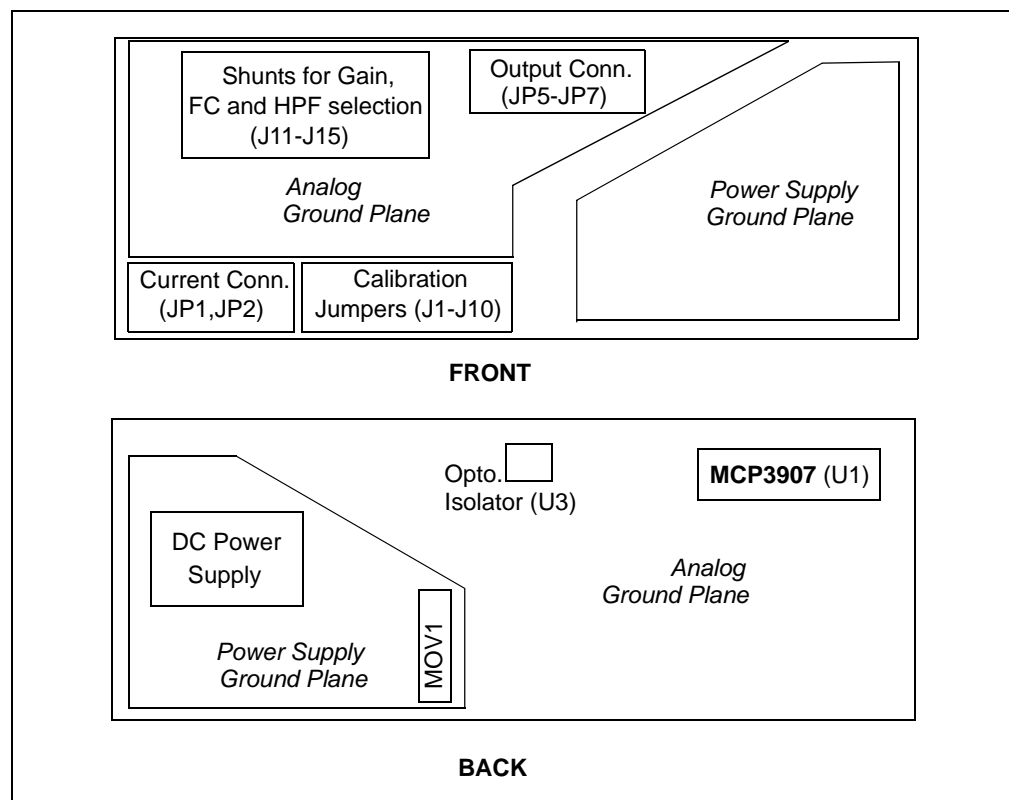 Shunts for Gain,
FC and HPF selection
(J11-J15)
Output Conn.
(JP5-JP7)
Analog
Ground Plane
Power Supply
Ground Plane
Current Conn.
(JP1,JP2)
Calibration
Jumpers (J1-J10)
FRONT
Opto.
Isolator (U3)
MCP3907 (U1)
DC Power
Supply
Analog
Ground Plane
Power Supply
Ground Plane
MOV1
BACK